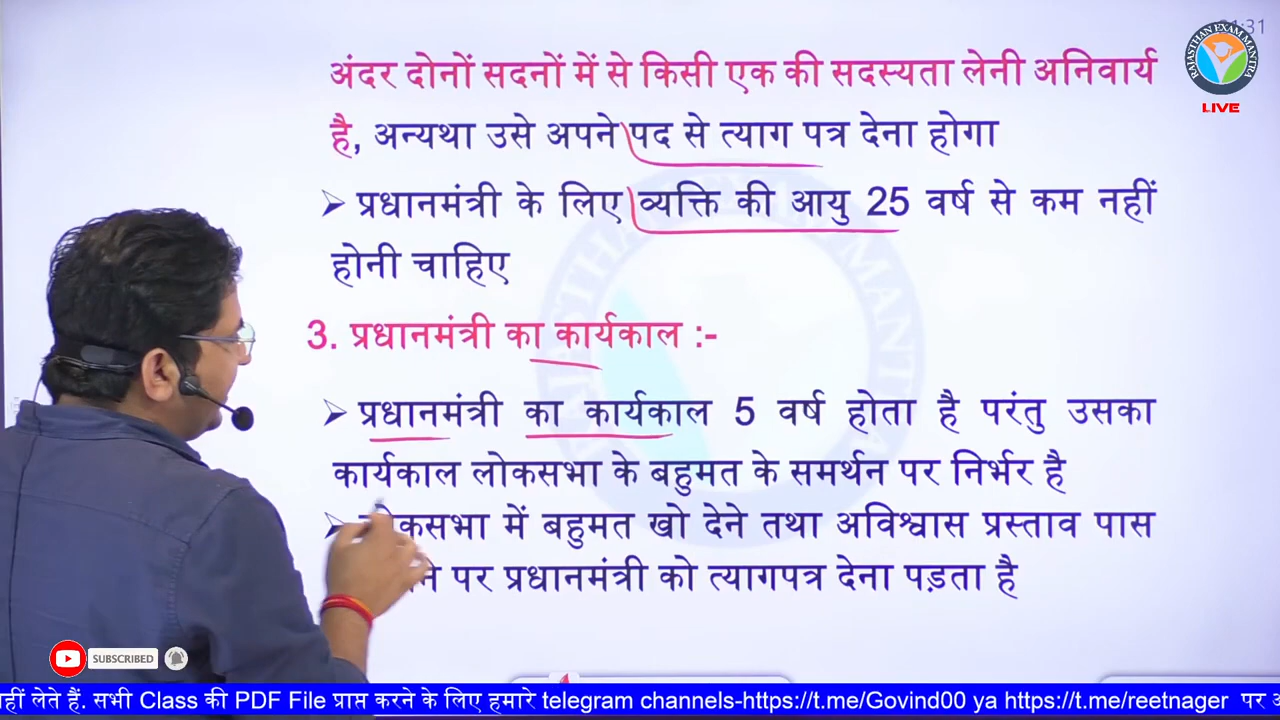 अंदर दोनों सदनों में से किसी एक की सदस्यता लेनी अनिवार्य
है, अन्यथा उसे अपने पद से त्याग पत्र देना होगा
➢ प्रधानमंत्री के लिए व्यक्ति की आयु 25 वर्ष से कम नहीं
होनी चाहिए
3. प्रधानमंत्री का कार्यकाल :-
➢ प्रधानमंत्री का कार्यकाल 5 वर्ष होता है परंतु उसका
कार्यकाल लोकसभा के बहुमत के समर्थन पर निर्भर है
➢ में बहुमत खो देने तथा अविश्वास प्रस्ताव पास
पर प्रधानमंत्री को त्यागपत्र देना पड़ता है
RAJASTHAN EXAM MANTRA
LIVE
SUBSCRIBED
लेते हैं. सभी Class की PDF File प्राप्त करने के लिए हमारे telegram channels-https://t.me/Govind00 ya https://t.me/reetnager पर